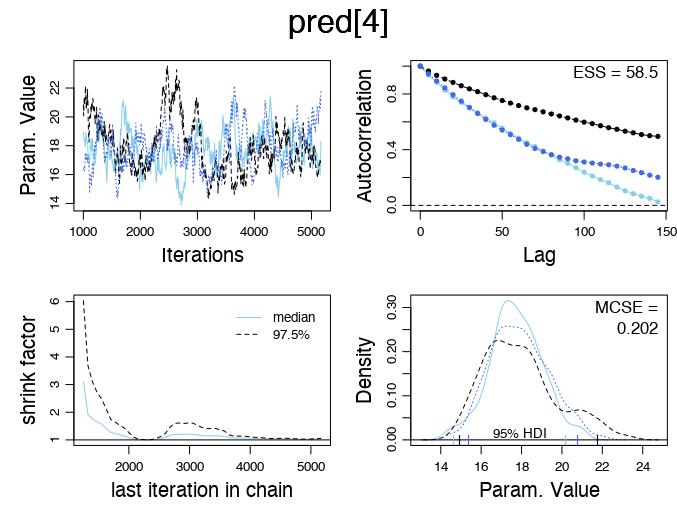 pred[4]
Param. Value
14 16 18 20 22
1000 2000 3000 4000 5000
Iterations
Autocorrelation
0.0 0.4 0.8
ESS = 58.5
0 50 100 150
Lag
shrink factor
1 2 3 4 5 6
median
97.5%
2000 3000 4000 5000
last iteration in chain
Density
0.00 0.10 0.20 0.30
MCSE =
0.202
95% HDI
14 16 18 20 22 24
Param. Value